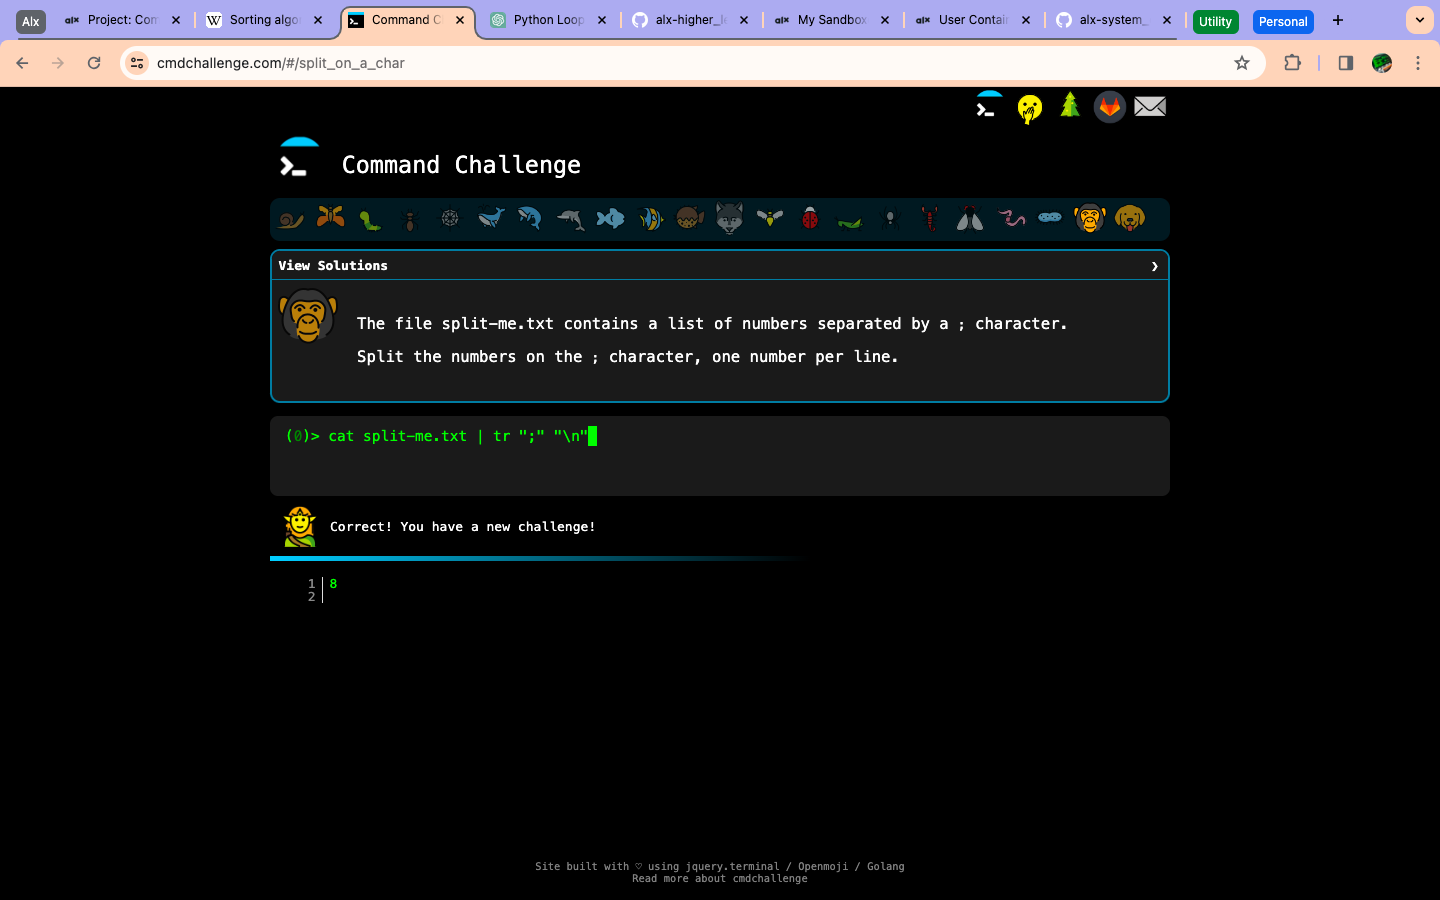 Alx
Project: Com
Sorting algo
Command C
Python Loop
alx-higher_le
My Sandbox
User Contain
alx-system_
Utility
Personal
cmdchallenge.com/#/split_on_a_char
Command Challenge
View Solutions
The file split-me.txt contains a list of numbers separated by a ; character.
Split the numbers on the ; character, one number per line.
(0)> cat split-me.txt | tr ";" "\n"
Correct! You have a new challenge!
1 8
2
Site built with ♡ using jquery.terminal / Openmoji / Golang
Read more about cmdchallenge